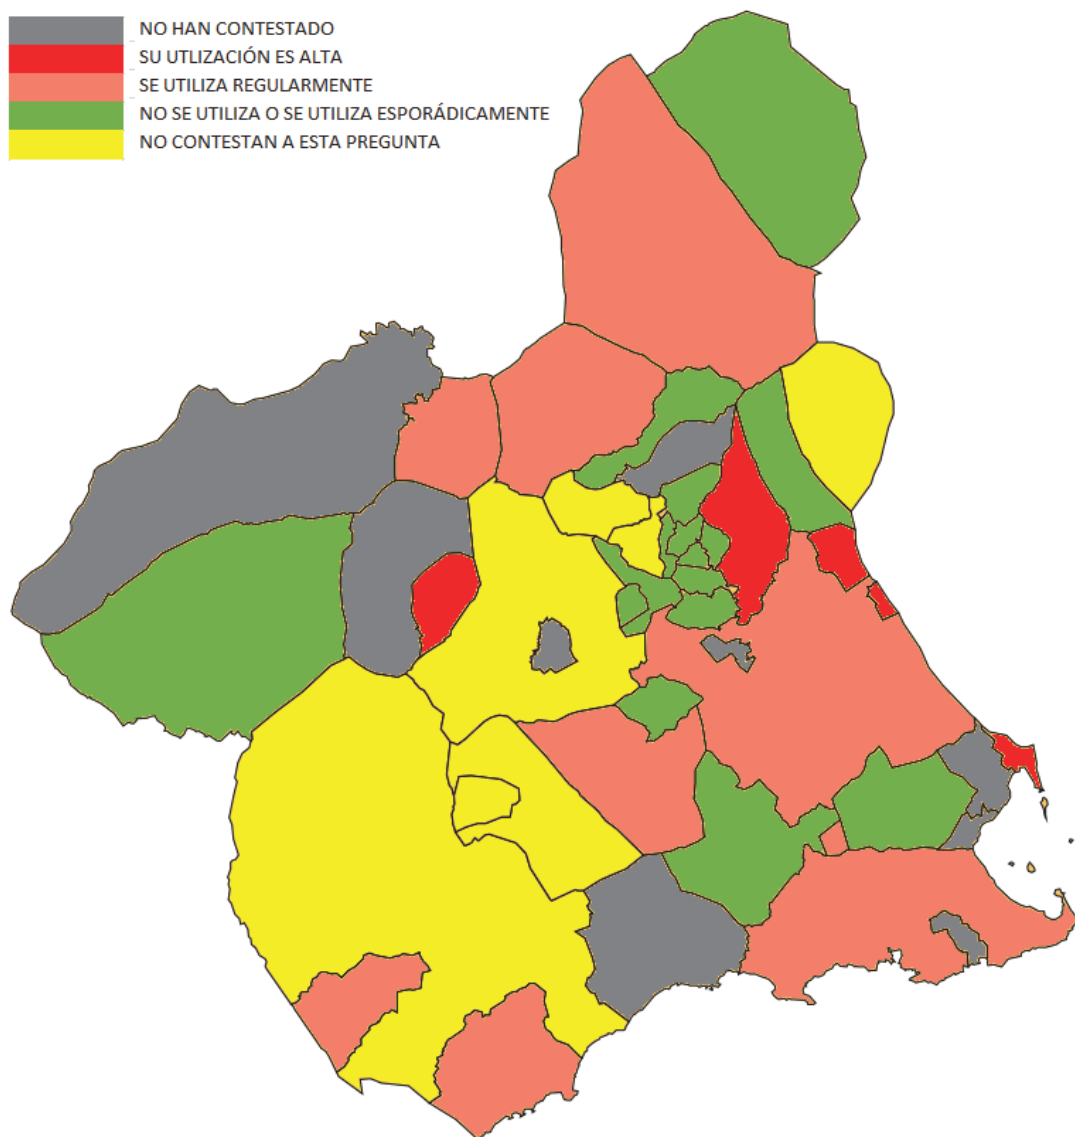 NO HAN CONTESTADO
SU UTLIZACIÓN ES ALTA
SE UTILIZA REGULARMENTE
NO SE UTILIZA O SE UTILIZA ESPORÁDICAMENTE
NO CONTESTAN A ESTA PREGUNTA